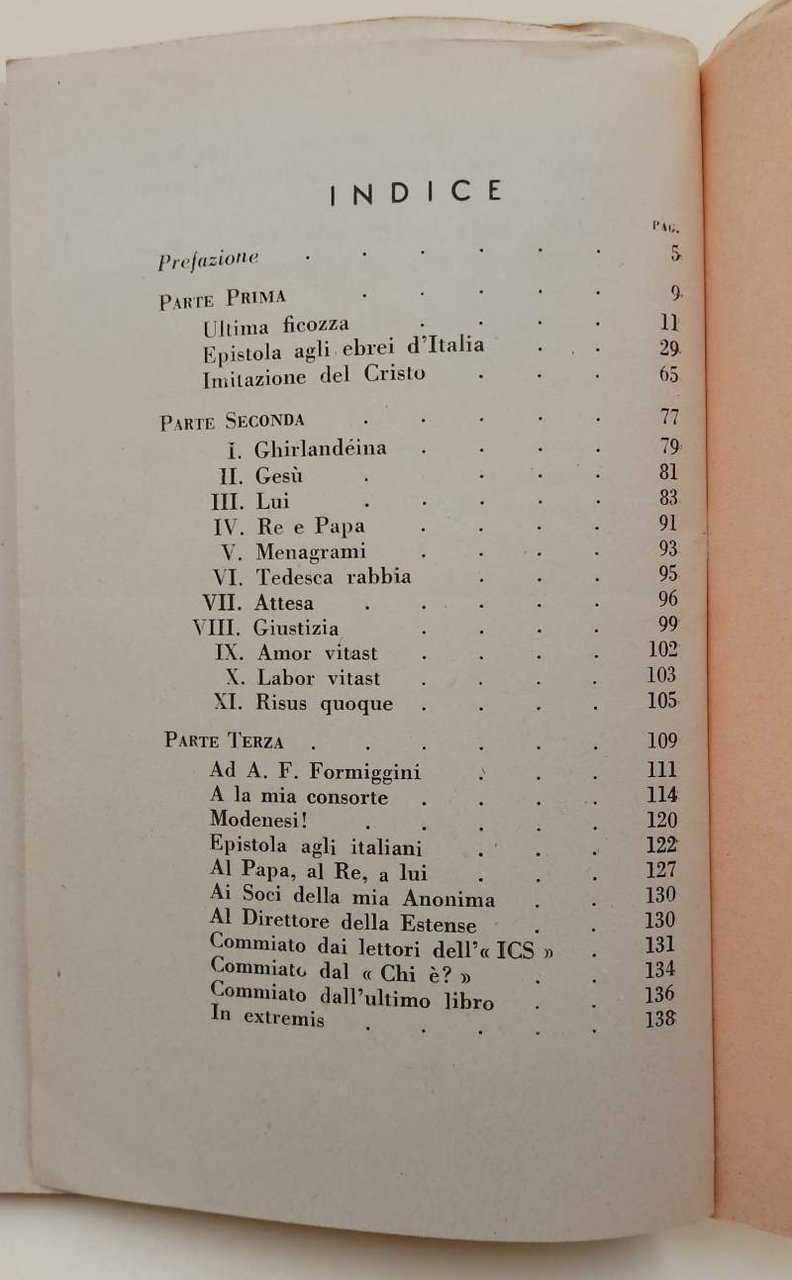 INDICE
PAG.
Prefazione . . . . . . 5
PARTE PRIMA . . . . . 9
Ultima ficozza . . . . 11
Epistola agli ebrei d'Italia . . 29
Imitazione del Cristo . . . 65
PARTE SECONDA . . . . . 77
I. Ghirlandéina . . . . 79
II. Gesù . . . . 81
III. Lui . . . . . 83
IV. Re e Papa . . . . 91
V. Menagrami . . . . 93
VI. Tedesca rabbia . . . 95
VII. Attesa . . . . . 96
VIII. Giustizia . . . . 99
IX. Amor vitast . . . . 102
X. Labor vitast . . . . 103
XI. Risus quoque . . . . 105
PARTE TERZA . . . . . . 109
Ad A. F. Formiggini . . . 111
A la mia consorte . . . . 114
Modenesi! . . . . . 120
Epistola agli italiani . . . 122
Al Papa, al Re, a lui . . . 127
Ai Soci della mia Anonima . . 130
Al Direttore della Estense . . 130
Commiato dai lettori dell'« ICS » . 131
Commiato dal « Chi è? » . . 134
Commiato dall'ultimo libro . . 136
In extremis . . . . . 138